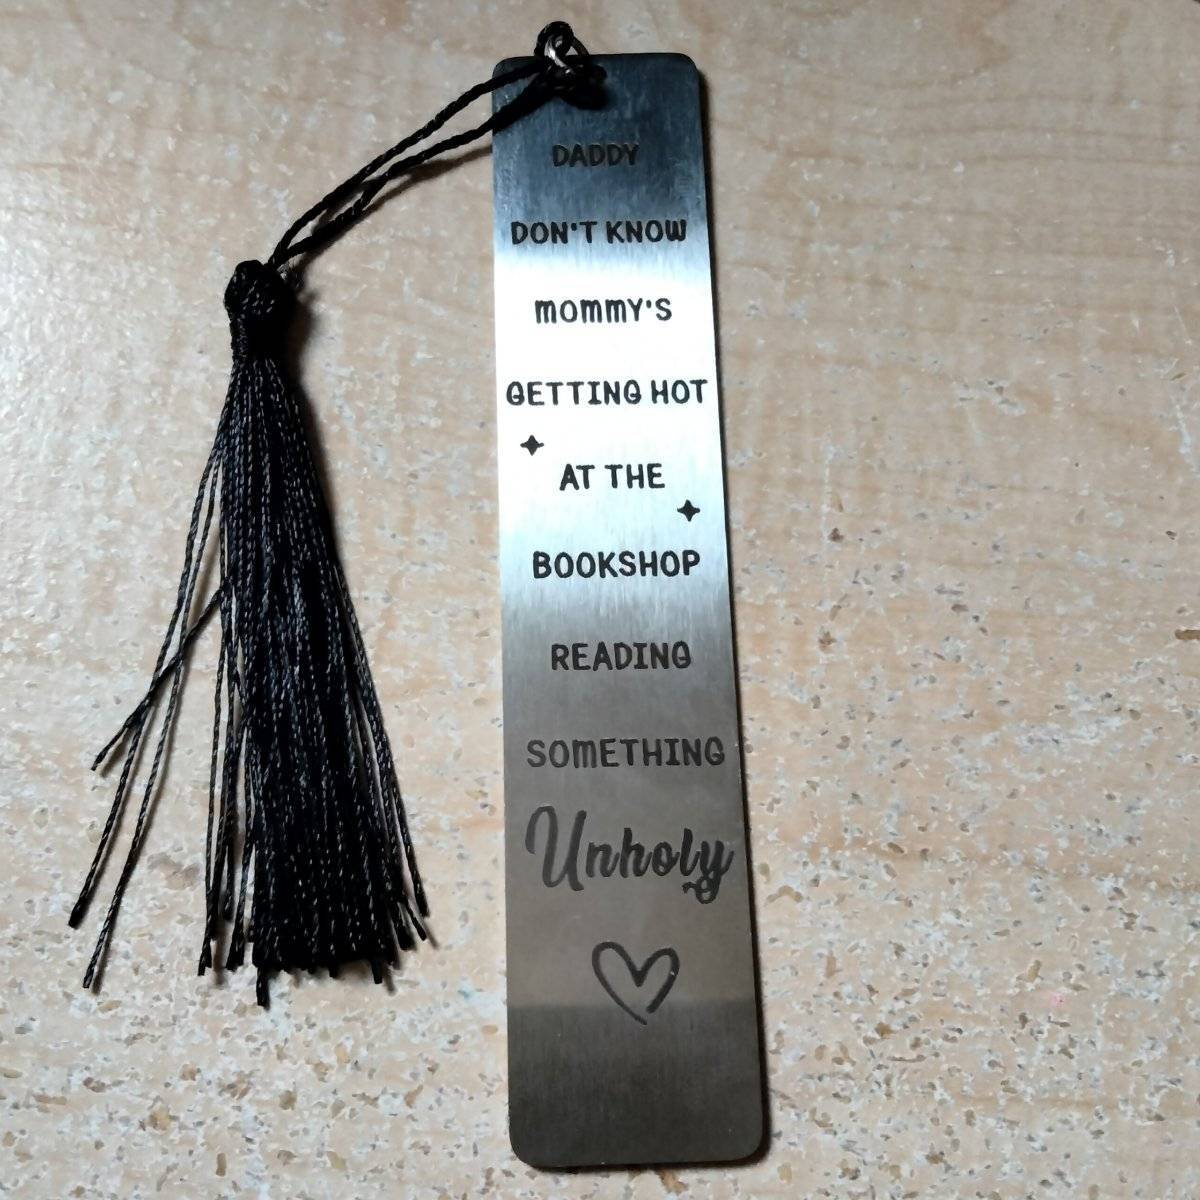 DADDY
DON'T KNOW
MOMMY'S
GETTING HOT
AT THE
BOOKSHOP
READING
SOMETHING
Unholy